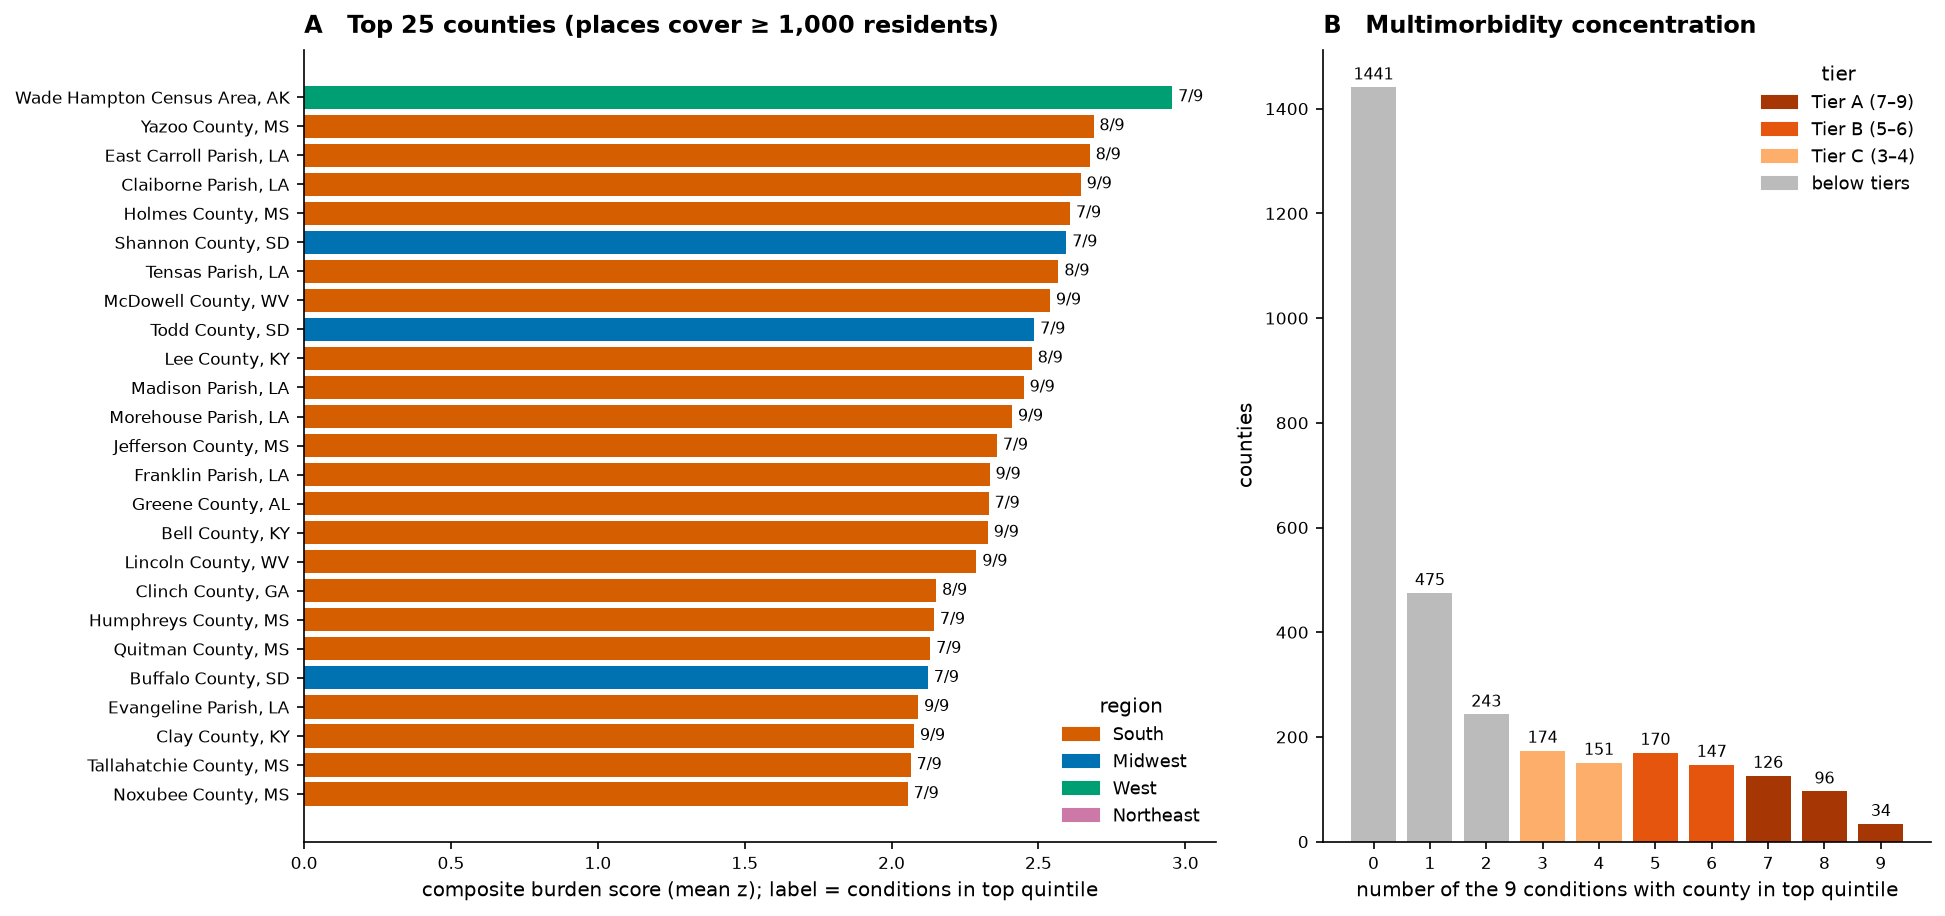 A   Top 25 counties (places cover ≥ 1,000 residents)
Wade Hampton Census Area, AK 7/9
Yazoo County, MS 8/9
East Carroll Parish, LA 8/9
Claiborne Parish, LA 9/9
Holmes County, MS 7/9
Shannon County, SD 7/9
Tensas Parish, LA 8/9
McDowell County, WV 9/9
Todd County, SD 7/9
Lee County, KY 8/9
Madison Parish, LA 9/9
Morehouse Parish, LA 9/9
Jefferson County, MS 7/9
Franklin Parish, LA 9/9
Greene County, AL 7/9
Bell County, KY 9/9
Lincoln County, WV 9/9
Clinch County, GA 8/9
Humphreys County, MS 7/9
Quitman County, MS 7/9
Buffalo County, SD 7/9
Evangeline Parish, LA 9/9
Clay County, KY 9/9
Tallahatchie County, MS 7/9
Noxubee County, MS 7/9
region
South
Midwest
West
Northeast
0.0 0.5 1.0 1.5 2.0 2.5 3.0
composite burden score (mean z); label = conditions in top quintile
B   Multimorbidity concentration
tier
Tier A (7–9)
Tier B (5–6)
Tier C (3–4)
below tiers
counties
1400
1200
1000
800
600
400
200
0
1441 475 243 174 151 170 147 126 96 34
0 1 2 3 4 5 6 7 8 9
number of the 9 conditions with county in top quintile